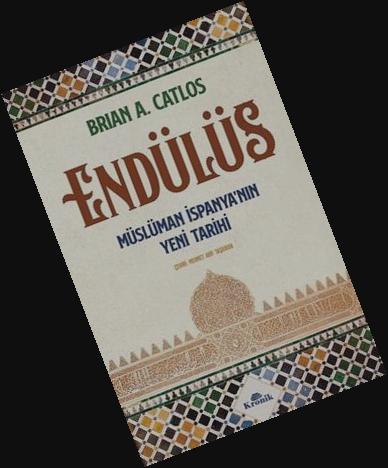 BRIAN A. CATLOS
ENDÜLÜS
MÜSLÜMAN İSPANYA'NIN
YENİ TARİHİ
Kronik